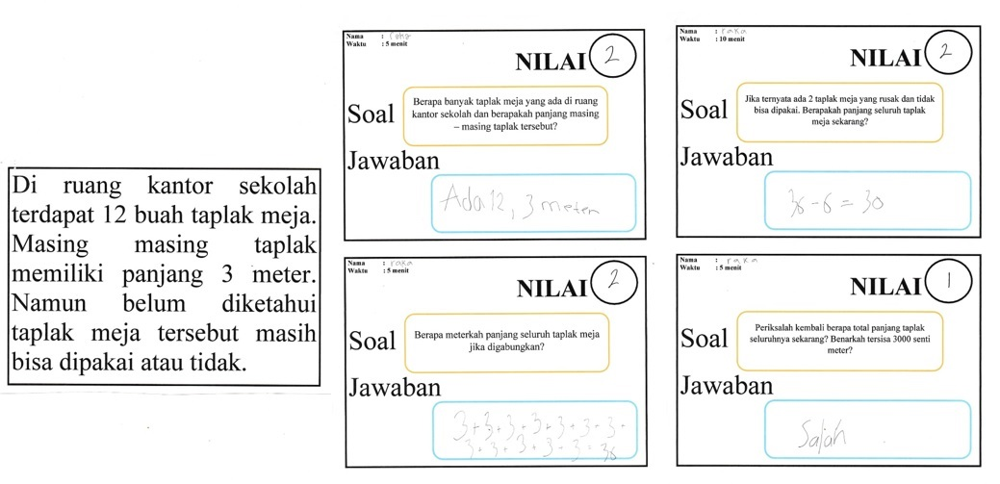 Di ruang kantor sekolah
terdapat 12 buah taplak meja.
Masing masing taplak
memiliki panjang 3 meter.
Namun belum diketahui
taplak meja tersebut masih
bisa dipakai atau tidak.
Nama :
Waktu : 5 menit
NILAI 2
Soal
Berapa banyak taplak meja yang ada di ruang
kantor sekolah dan berapakah panjang masing
– masing taplak tersebut?
Jawaban
Ada 12, 3 meter
Nama : raka
Waktu : 5 menit
NILAI 2
Soal
Berapa meterkah panjang seluruh taplak meja
jika digabungkan?
Jawaban
3+3+3+3+3+3+3+
3+3+3+3+3=36
Nama : raka
Waktu : 10 menit
NILAI 2
Soal
Jika ternyata ada 2 taplak meja yang rusak dan tidak
bisa dipakai. Berapakah panjang seluruh taplak
meja sekarang?
Jawaban
36-6=30
Nama : raka
Waktu : 5 menit
NILAI 1
Soal
Periksalah kembali berapa total panjang taplak
seluruhnya sekarang? Benarkah tersisa 3000 senti
meter?
Jawaban
Salah